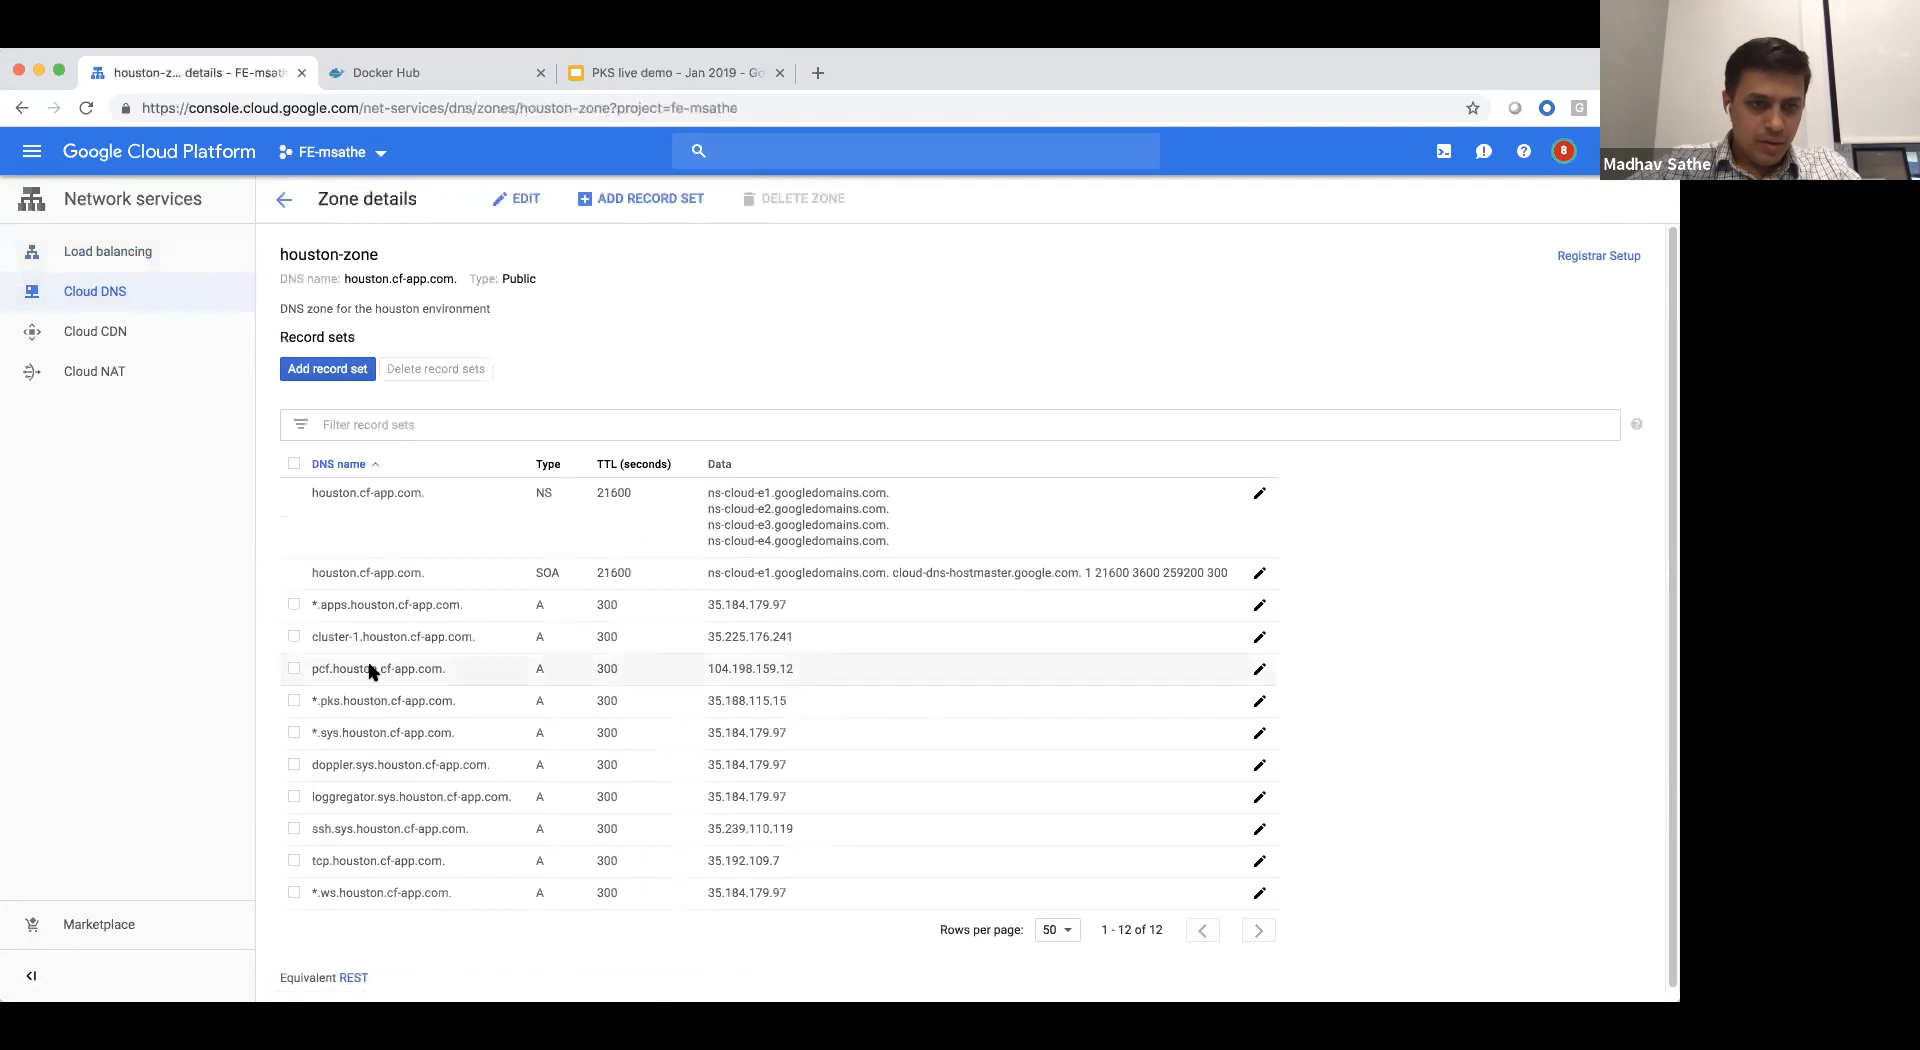 houston-z... details - FE-msath
Docker Hub
PKS live demo - Jan 2019 - Go
https://console.cloud.google.com/net-services/dns/zones/houston-zone?project=fe-msathe
G
Google Cloud Platform
FE-msathe
8
Madhav Sathe
Network services
Zone details
EDIT
ADD RECORD SET
DELETE ZONE
Load balancing
Cloud DNS
Cloud CDN
Cloud NAT
Marketplace
houston-zone
Registrar Setup
DNS name: houston.cf-app.com. Type: Public
DNS zone for the houston environment
Record sets
Add record set
Delete record sets
Filter record sets
DNS name Type TTL (seconds) Data
houston.cf-app.com. NS 21600 ns-cloud-e1.googledomains.com.
ns-cloud-e2.googledomains.com.
ns-cloud-e3.googledomains.com.
ns-cloud-e4.googledomains.com.
houston.cf-app.com. SOA 21600 ns-cloud-e1.googledomains.com. cloud-dns-hostmaster.google.com. 1 21600 3600 259200 300
*.apps.houston.cf-app.com. A 300 35.184.179.97
cluster-1.houston.cf-app.com. A 300 35.225.176.241
pcf.houston.cf-app.com. A 300 104.198.159.12
*.pks.houston.cf-app.com. A 300 35.188.115.15
*.sys.houston.cf-app.com. A 300 35.184.179.97
doppler.sys.houston.cf-app.com. A 300 35.184.179.97
loggregator.sys.houston.cf-app.com. A 300 35.184.179.97
ssh.sys.houston.cf-app.com. A 300 35.239.110.119
tcp.houston.cf-app.com. A 300 35.192.109.7
*.ws.houston.cf-app.com. A 300 35.184.179.97
Rows per page: 50 1 - 12 of 12
Equivalent REST